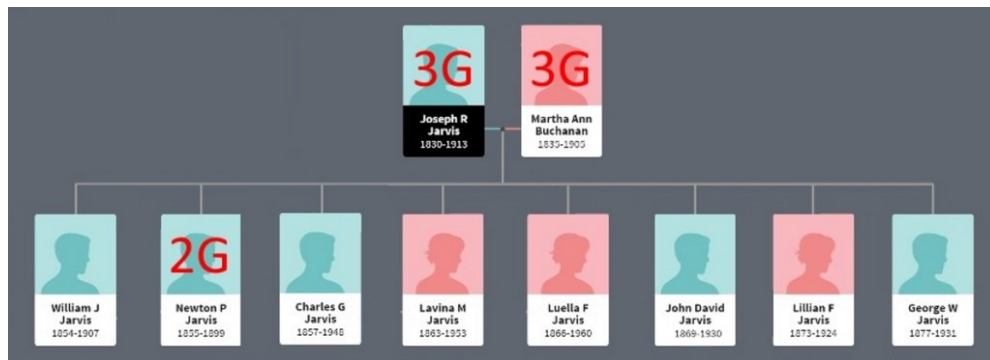 3G
3G
Joseph R
Jarvis
1830-1913
Martha Ann
Buchanan
1835-1905
2G
William J
Jarvis
1854-1907
Newton P
Jarvis
1855-1899
Charles G
Jarvis
1857-1948
Lavina M
Jarvis
1863-1953
Luella F
Jarvis
1866-1960
John David
Jarvis
1869-1930
Lillian F
Jarvis
1873-1924
George W
Jarvis
1877-1931